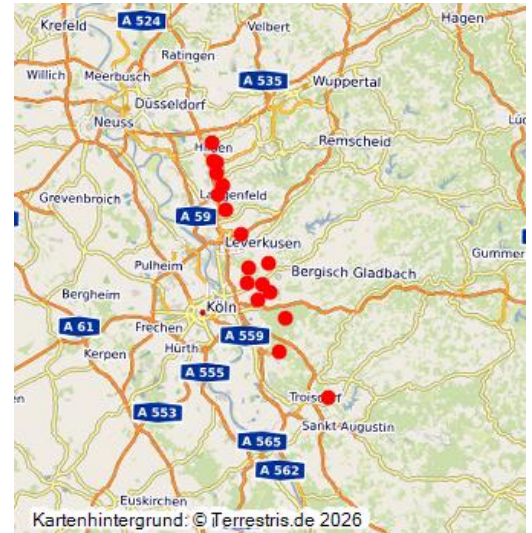 Krefeld
A 524
Velbert
Hagen
Ratingen
Willich
Meerbusch
A 535
Wuppertal
Düsseldorf
Neuss
Hilden
Remscheid
Grevenbroich
Langenfeld
A 59
Leverkusen
Pulheim
Bergisch Gladbach
Gummer
Bergheim
Köln
A 61
Frechen
A 559
Hürth
Kerpen
A 555
Troisdorf
A 553
Sankt Augustin
A 565
A 562
Euskirchen
Kartenhintergrund: © Terrestris.de 2026